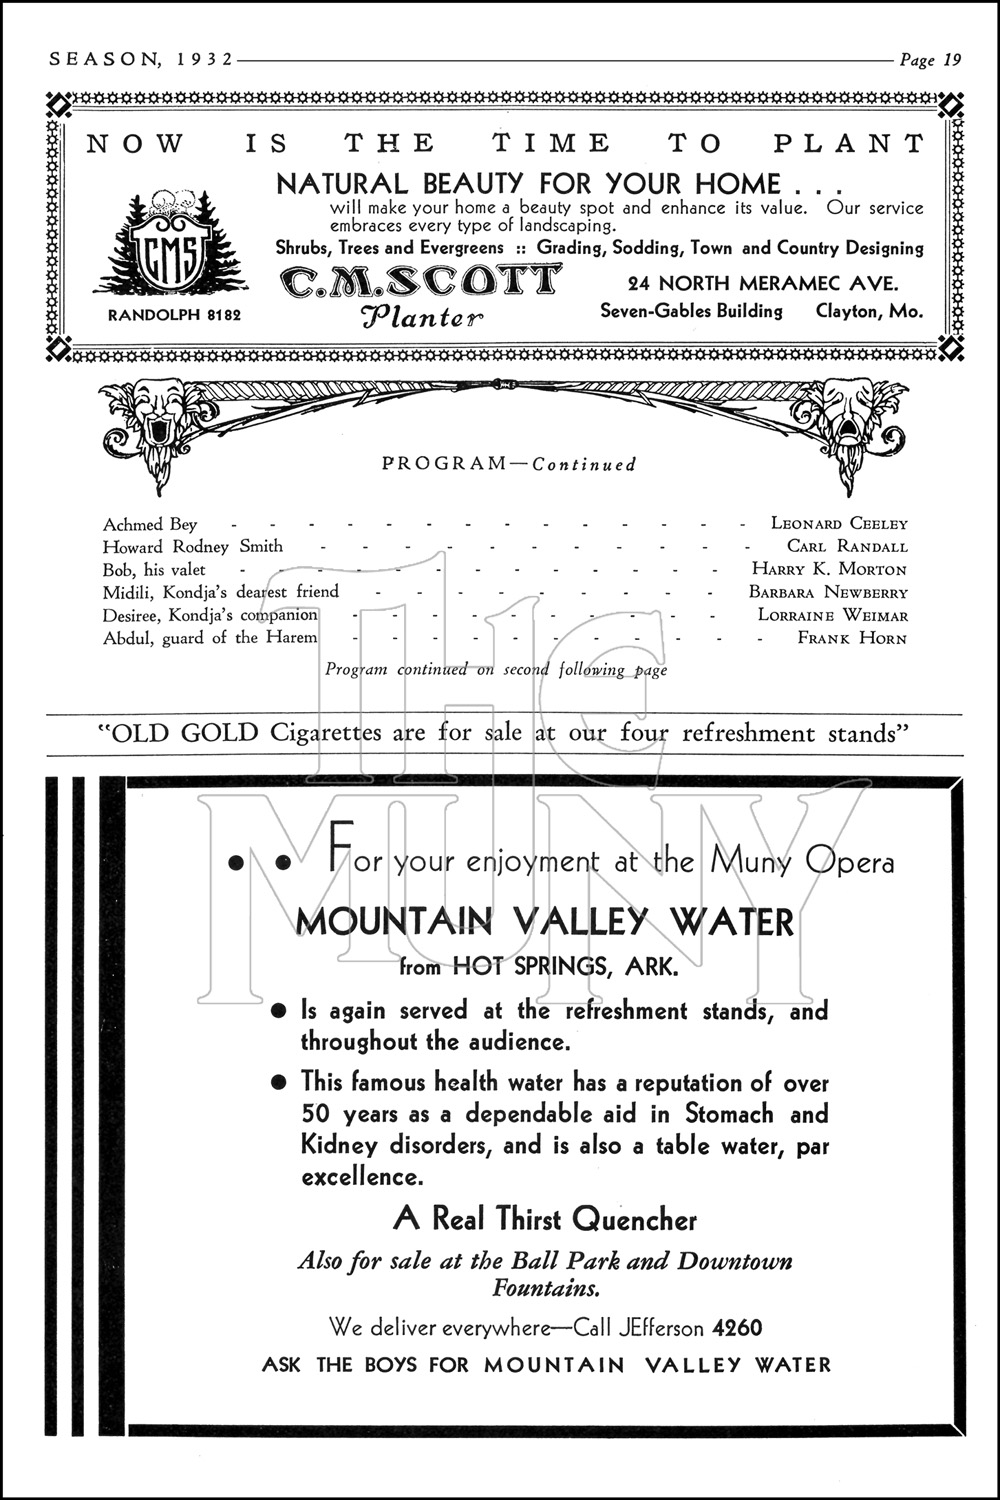 SEASON, 1932 Page 19
NOW IS THE TIME TO PLANT
NATURAL BEAUTY FOR YOUR HOME . . .
will make your home a beauty spot and enhance its value. Our service
embraces every type of landscaping.
Shrubs, Trees and Evergreens :: Grading, Sodding, Town and Country Designing
CMS
RANDOLPH 8182
C.M.SCOTT
Planter
24 NORTH MERAMEC AVE.
Seven-Gables Building Clayton, Mo.
PROGRAM—Continued
Achmed Bey - - - - - - - - - - - - - - LEONARD CEELEY
Howard Rodney Smith - - - - - - - - - - - CARL RANDALL
Bob, his valet - - - - - - - - - - - - HARRY K. MORTON
Midili, Kondja's dearest friend - - - - - - - - - BARBARA NEWBERRY
Desiree, Kondja's companion - - - - - - - - - LORRAINE WEIMAR
Abdul, guard of the Harem - - - - - - - - - - - FRANK HORN
Program continued on second following page
"OLD GOLD Cigarettes are for sale at our four refreshment stands"
THE
MUNY
• • For your enjoyment at the Muny Opera
MOUNTAIN VALLEY WATER
from HOT SPRINGS, ARK.
• Is again served at the refreshment stands, and
throughout the audience.
• This famous health water has a reputation of over
50 years as a dependable aid in Stomach and
Kidney disorders, and is also a table water, par
excellence.
A Real Thirst Quencher
Also for sale at the Ball Park and Downtown
Fountains.
We deliver everywhere—Call JEfferson 4260
ASK THE BOYS FOR MOUNTAIN VALLEY WATER